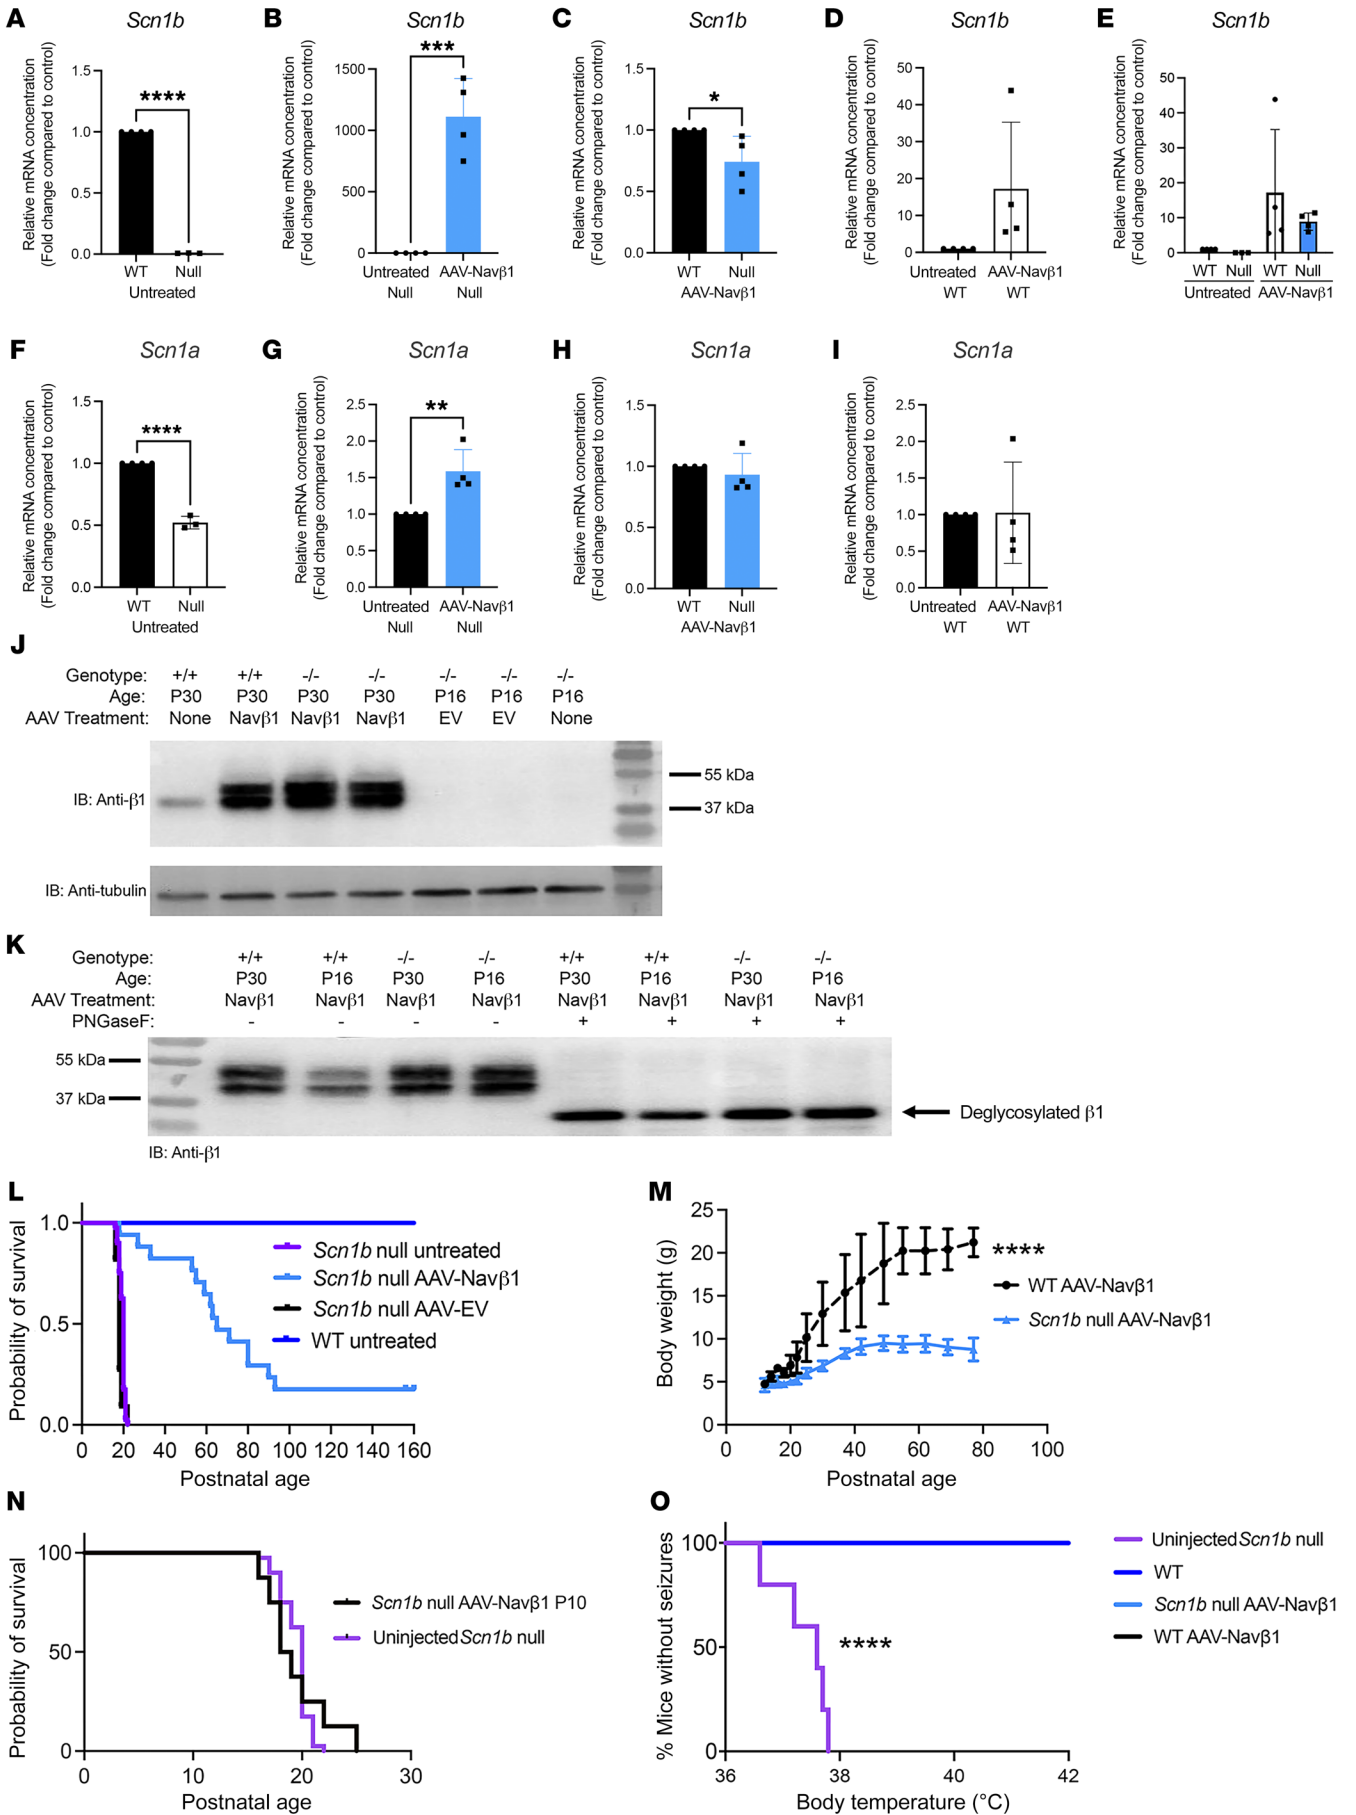 A
Scn1b
Relative mRNA concentration
(Fold change compared to control)
1.5
1.0
0.5
0.0
****
WT Null
Untreated
B
Scn1b
Relative mRNA concentration
(Fold change compared to control)
1500
1000
500
0
***
Untreated AAV-Navβ1
Null Null
C
Scn1b
Relative mRNA concentration
(Fold change compared to control)
1.5
1.0
0.5
0.0
*
WT Null
AAV-Navβ1
D
Scn1b
Relative mRNA concentration
(Fold change compared to control)
50
40
30
20
10
0
Untreated AAV-Navβ1
WT WT
E
Scn1b
Relative mRNA concentration
(Fold change compared to control)
50
40
30
20
10
0
WT Null WT Null
Untreated AAV-Navβ1
F
Scn1a
Relative mRNA concentration
(Fold change compared to control)
1.5
1.0
0.5
0.0
****
WT Null
Untreated
G
Scn1a
Relative mRNA concentration
(Fold change compared to control)
2.5
2.0
1.5
1.0
0.5
0.0
**
Untreated AAV-Navβ1
Null Null
H
Scn1a
Relative mRNA concentration
(Fold change compared to control)
1.5
1.0
0.5
0.0
WT Null
AAV-Navβ1
I
Scn1a
Relative mRNA concentration
(Fold change compared to control)
2.5
2.0
1.5
1.0
0.5
0.0
Untreated AAV-Navβ1
WT WT
J
Genotype: +/+ +/+ -/- -/- -/- -/- -/-
Age: P30 P30 P30 P30 P16 P16 P16
AAV Treatment: None Navβ1 Navβ1 Navβ1 EV EV None
55 kDa
IB: Anti-β1
37 kDa
IB: Anti-tubulin
K
Genotype: +/+ +/+ -/- -/- +/+ +/+ -/- -/-
Age: P30 P16 P30 P16 P30 P16 P30 P16
AAV Treatment: Navβ1 Navβ1 Navβ1 Navβ1 Navβ1 Navβ1 Navβ1 Navβ1
PNGaseF: - - - - + + + +
55 kDa
37 kDa
Deglycosylated β1
IB: Anti-β1
L
Probability of survival
1.0
0.5
0.0
Scn1b null untreated
Scn1b null AAV-Navβ1
Scn1b null AAV-EV
WT untreated
0 20 40 60 80 100 120 140 160
Postnatal age
M
Body weight (g)
25
20
15
10
5
0
****
WT AAV-Navβ1
Scn1b null AAV-Navβ1
0 20 40 60 80 100
Postnatal age
N
Probability of survival
100
50
0
Scn1b null AAV-Navβ1 P10
Uninjected Scn1b null
0 10 20 30
Postnatal age
O
% Mice without seizures
100
50
0
****
Uninjected Scn1b null
WT
Scn1b null AAV-Navβ1
WT AAV-Navβ1
36 38 40 42
Body temperature (°C)